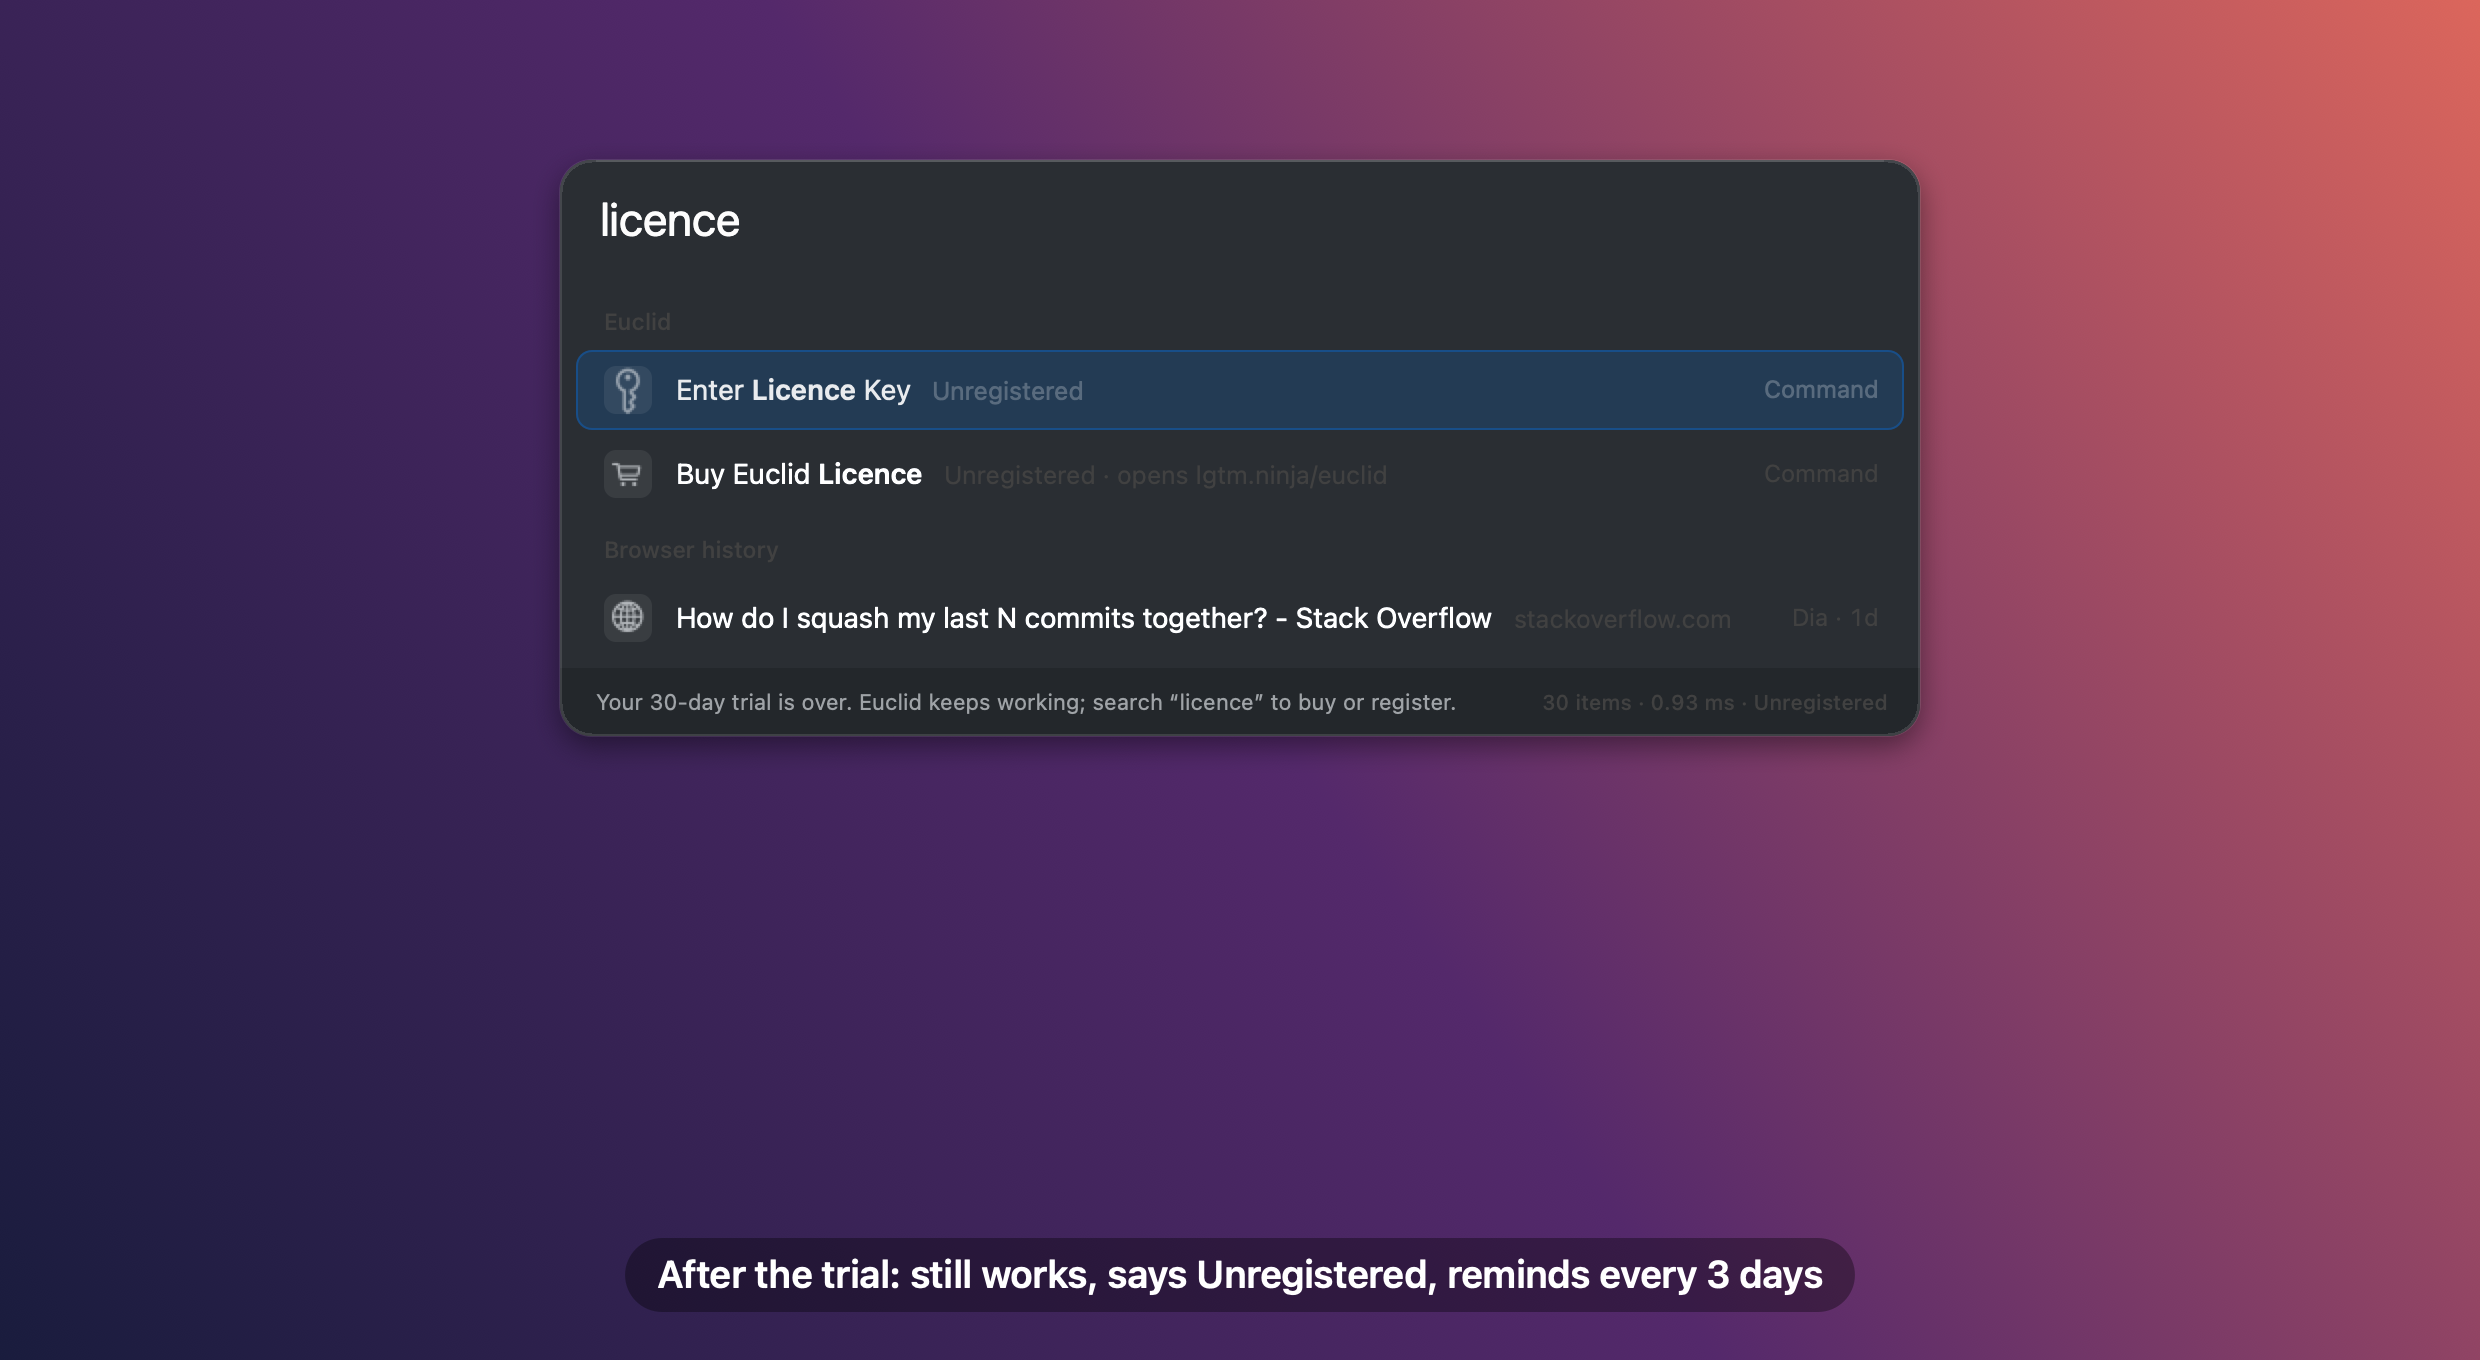 licence
Euclid
Enter Licence Key Unregistered Command
Buy Euclid Licence Unregistered · opens lgtm.ninja/euclid Command
Browser history
How do I squash my last N commits together? - Stack Overflow stackoverflow.com Dia · 1d
Your 30-day trial is over. Euclid keeps working; search “licence” to buy or register. 30 items · 0.93 ms · Unregistered
After the trial: still works, says Unregistered, reminds every 3 days